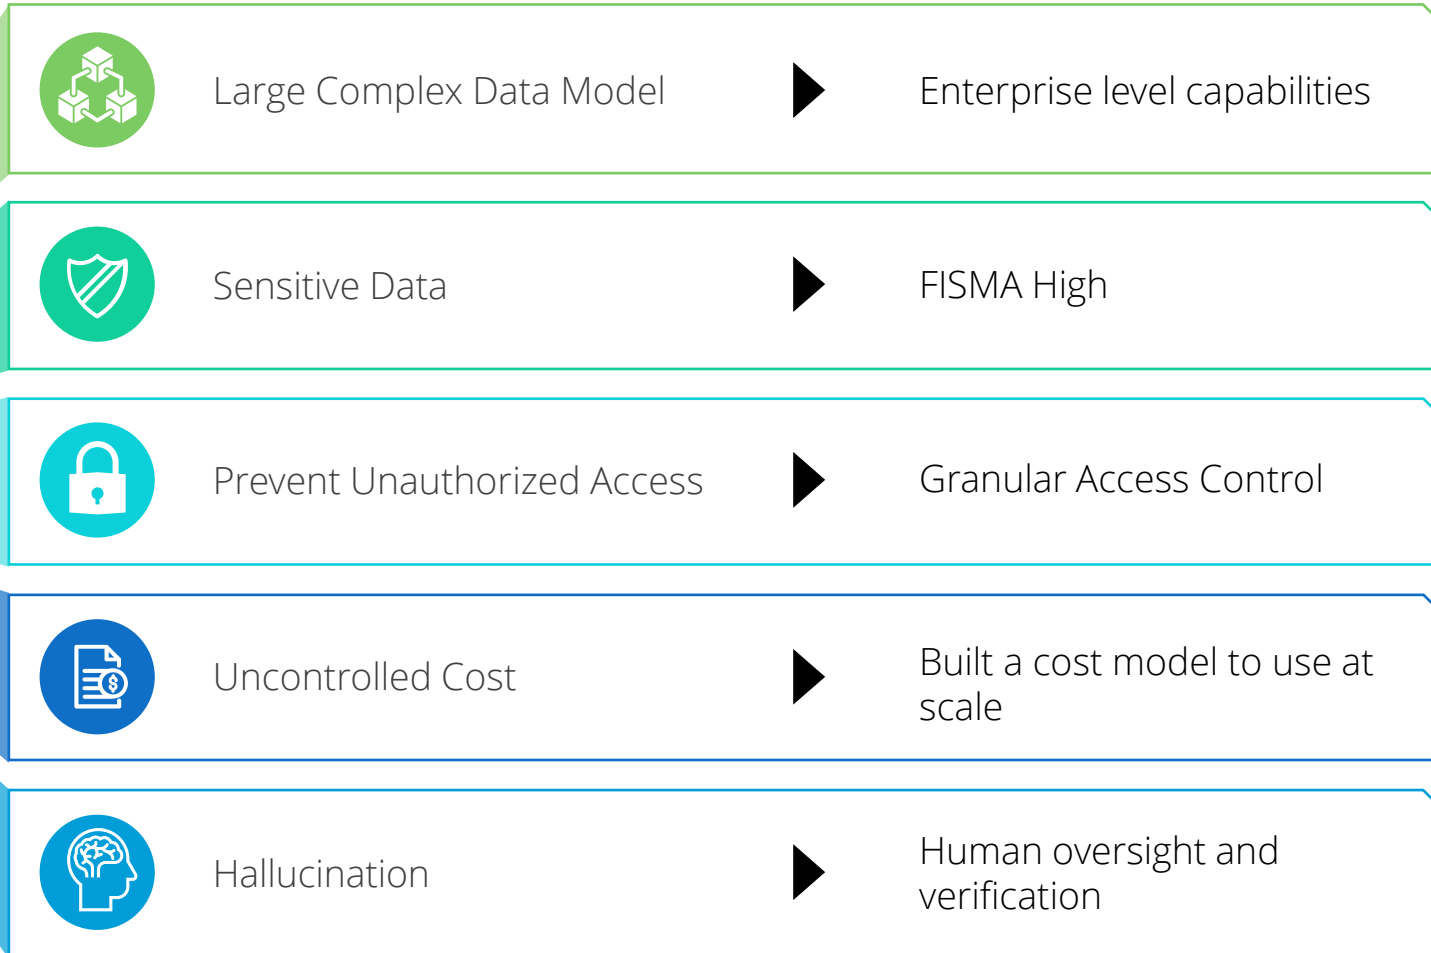 Large Complex Data Model
Enterprise level capabilities
Sensitive Data
FISMA High
Prevent Unauthorized Access
Granular Access Control
Uncontrolled Cost
$
Built a cost model to use at
scale
Hallucination
Human oversight and
verification